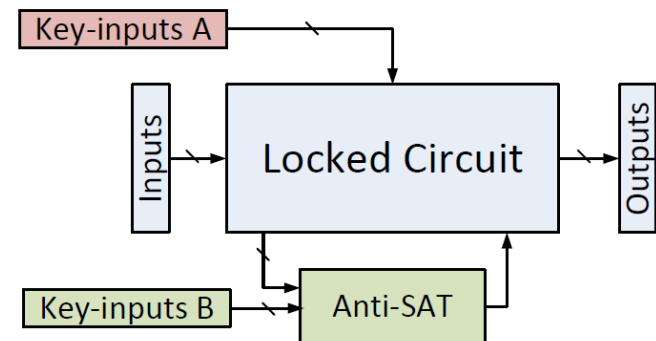 Key-inputs A
Inputs
Locked Circuit
Outputs
Key-inputs B
Anti-SAT